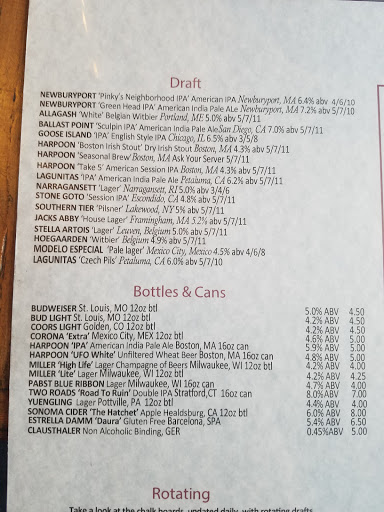 Draft
NEWBURYPORT 'Pinky's Neighborhood IPA' American IPA Newburyport, MA 6.4% abv 4/6/10
NEWBURYPORT 'Green Head IPA' American India Pale ALe Newburyport, MA 7.2% abv 5/7/10
ALLAGASH 'White' Belgian Witbier Portland, ME 5.0% abv 5/7/11
BALLAST POINT 'Sculpin IPA' American India Pale Ale San Diego, CA 7.0% abv 5/7/11
GOOSE ISLAND 'IPA' English Style IPA Chicago, IL 6.5% abv 3/5/8
HARPOON 'Boston Irish Stout' Dry Irish Stout Boston, MA 4.3% abv 5/7/11
HARPOON 'Seasonal Brew' Boston, MA Ask Your Server 5/7/11
HARPOON 'Take 5' American Session IPA Boston, MA 4.3% abv 5/7/11
LAGUNITAS 'IPA' American India Pale Ale Petaluma, CA 6.2% abv 5/7/11
NARRAGANSETT 'Lager' Narragansett, RI 5.0% abv 3/4/6
STONE GOTO 'Session IPA' Escondido, CA 4.8% abv 5/7/11
SOUTHERN TIER 'Pilsner' Lakewood, NY 5% abv 5/7/11
JACKS ABBY 'House Lager' Framingham, MA 5.2% abv 5/7/11
STELLA ARTOIS 'Lager' Leuven, Belgium 5.0% abv 5/7/11
HOEGAARDEN 'Witbier' Belgium 4.9% abv 5/7/11
MODELO ESPECIAL 'Pale lager' Mexico City, Mexico 4.5% abv 4/6/8
LAGUNITAS 'Czech Pils' Petaluma, CA 6.0% abv 5/7/10
Bottles & Cans
BUDWEISER St. Louis, MO 12oz btl 5.0% ABV 4.50
BUD LIGHT St. Louis, MO 12oz btl 4.2% ABV 4.50
COORS LIGHT Golden, CO 12oz btl 4.2% ABV 4.50
CORONA 'Extra' Mexico City, MEX 12oz btl 4.6% ABV 5.00
HARPOON 'IPA' American India Pale Ale Boston, MA 16oz can 5.9% ABV 5.00
HARPOON 'UFO White' Unfiltered Wheat Beer Boston, MA 16oz can 4.8% ABV 5.00
MILLER 'High Life' Lager Champagne of Beers Milwaukee, WI 12oz btl 4.2% ABV 4.00
MILLER 'Lite' Lager Milwaukee, WI 12oz btl 4.2% ABV 4.25
PABST BLUE RIBBON Lager Milwaukee, WI 16oz can 4.7% ABV 4.00
TWO ROADS 'Road To Ruin' Double IPA Stratford,CT 16oz can 8.0% ABV 7.00
YUENGLING Lager Pottville, PA 12oz btl 4.4% ABV 4.00
SONOMA CIDER 'The Hatchet' Apple Healdsburg, CA 12oz btl 6.0% ABV 8.00
ESTRELLA DAMM 'Daura' Gluten Free Barcelona, SPA 5.4% ABV 6.50
CLAUSTHALER Non Alcoholic Binding, GER 0.45%ABV 5.00
Rotating
Take a look at the chalk boards, updated daily, with rotating drafts